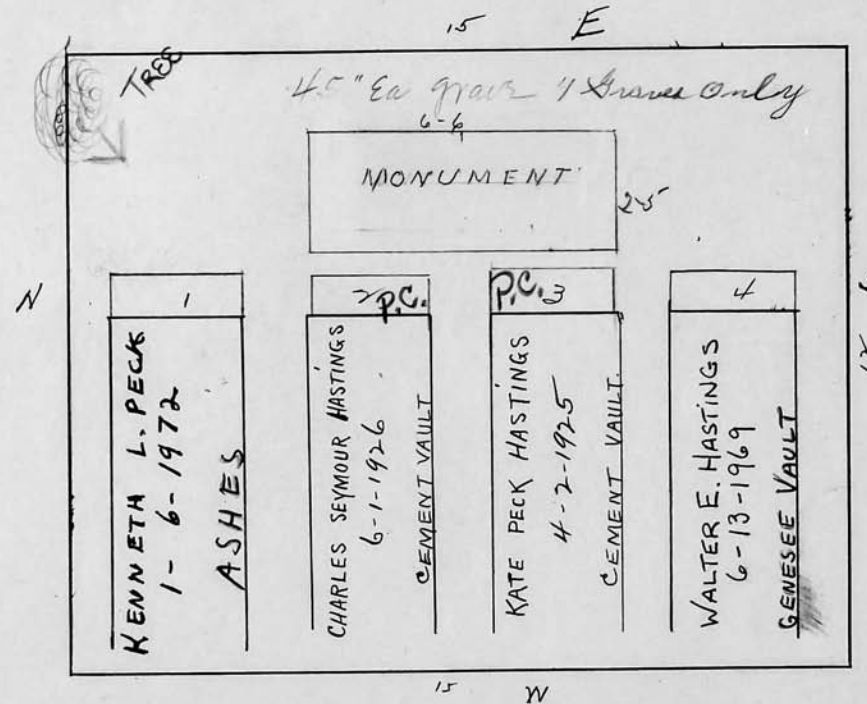 15 E
TREE
45" Ea grave 4 Graves Only
6-6
MONUMENT
2-5
N
1
2 P.C.
P.C. 3
4
KENNETH L. PECK
1-6-1972
ASHES
CHARLES SEYMOUR HASTINGS
6-1-1926
CEMENT VAULT
KATE PECK HASTINGS
4-2-1925
CEMENT VAULT.
WALTER E. HASTINGS
6-13-1969
GENESEE VAULT
15 W